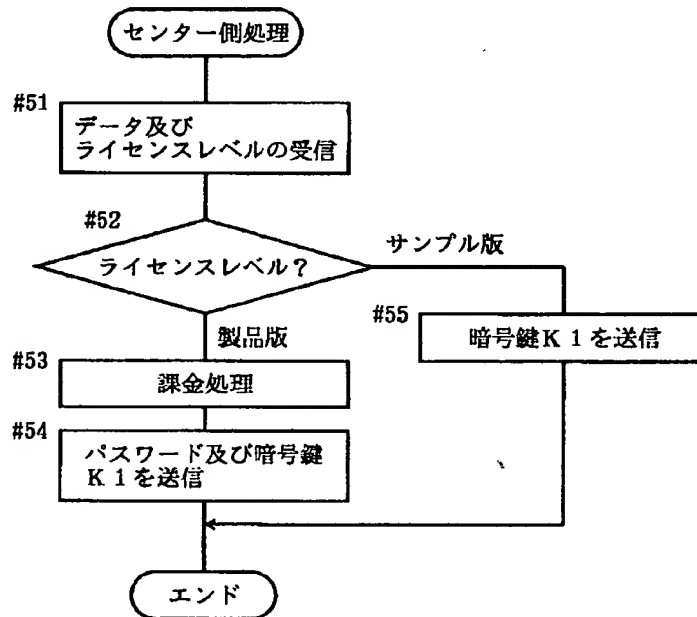 センター側処理
#51
データ及び
ライセンスレベルの受信
#52
ライセンスレベル？
サンプル版
製品版
#55
暗号鍵K１を送信
#53
課金処理
#54
パスワード及び暗号鍵
K１を送信
エンド